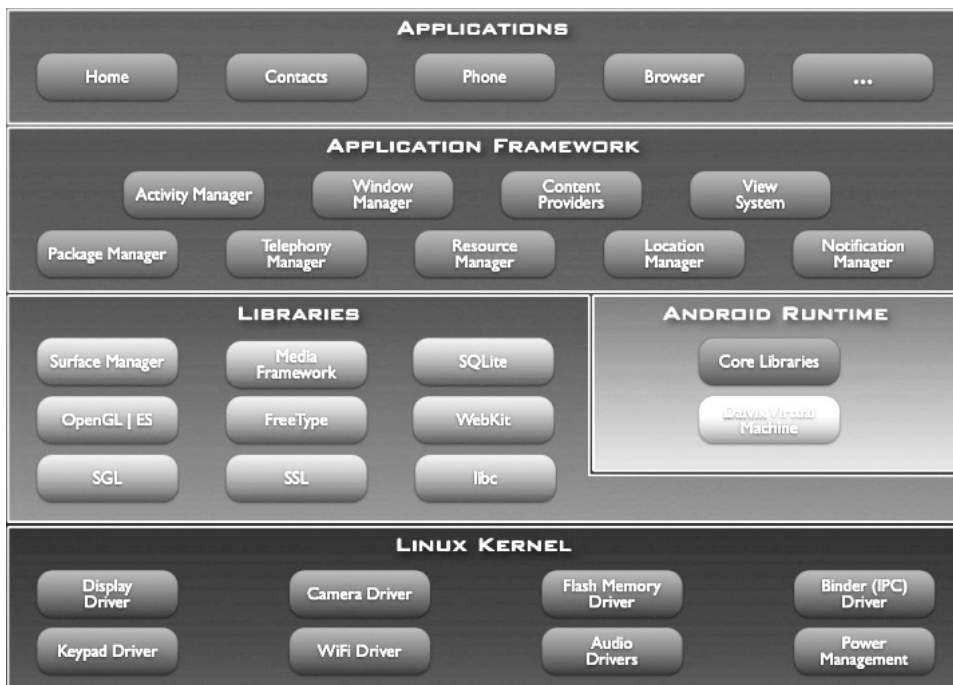 APPLICATIONS
Home
Contacts
Phone
Browser
...
APPLICATION FRAMEWORK
Activity Manager
Window
Manager
Content
Providers
View
System
Package Manager
Telephony
Manager
Resource
Manager
Location
Manager
Notification
Manager
LIBRARIES
Surface Manager
Media
Framework
SQLite
OpenGL | ES
FreeType
WebKit
SGL
SSL
libc
ANDROID RUNTIME
Core Libraries
Dalvik Virtual
Machine
LINUX KERNEL
Display
Driver
Camera Driver
Flash Memory
Driver
Binder (IPC)
Driver
Keypad Driver
WiFi Driver
Audio
Drivers
Power
Management